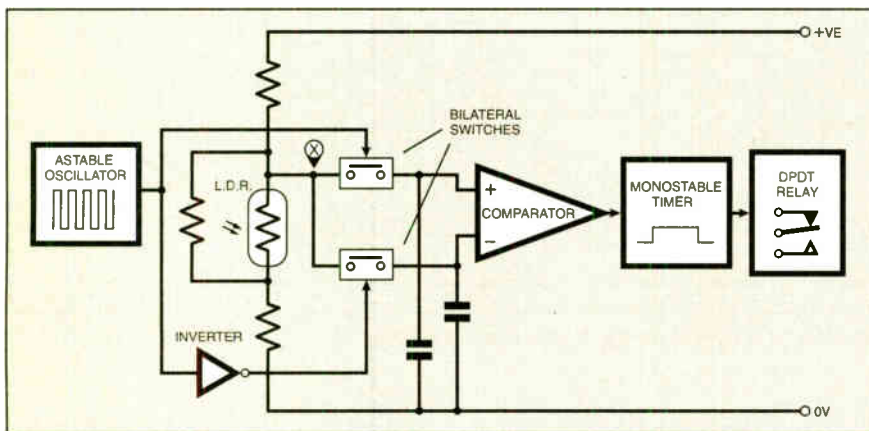 +VE
BILATERAL
SWITCHES
ASTABLE
OSCILLATOR
X
L.D.R.
+
COMPARATOR
−
MONOSTABLE
TIMER
DPDT
RELAY
INVERTER
0V